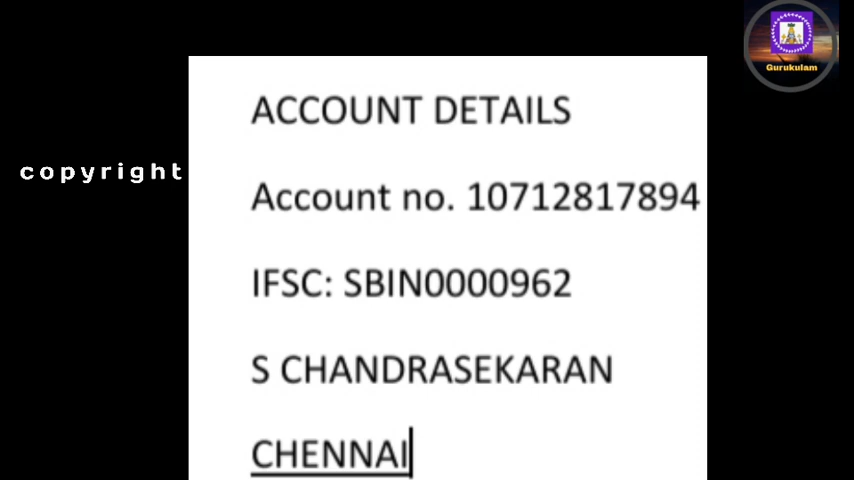 Gurukulam
ACCOUNT DETAILS
copyright
Account no. 10712817894
IFSC: SBIN0000962
S CHANDRASEKARAN
CHENNAI